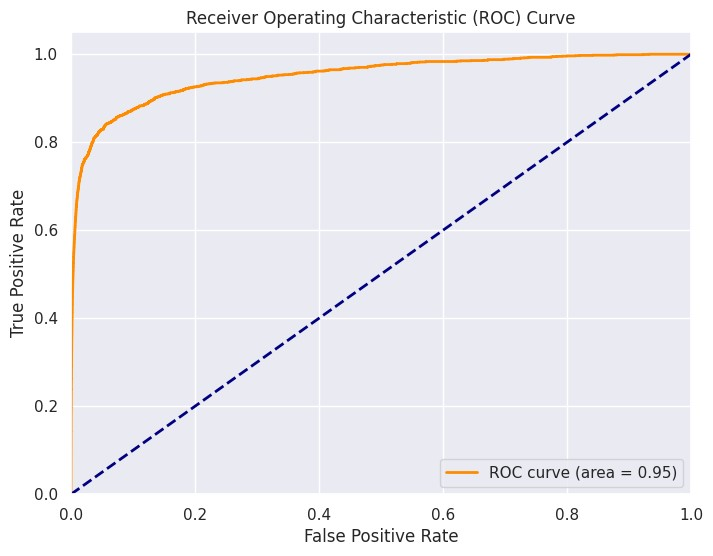 Receiver Operating Characteristic (ROC) Curve
1.0
0.8
0.6
0.4
0.2
0.0
True Positive Rate
ROC curve (area = 0.95)
0.0 0.2 0.4 0.6 0.8 1.0
False Positive Rate